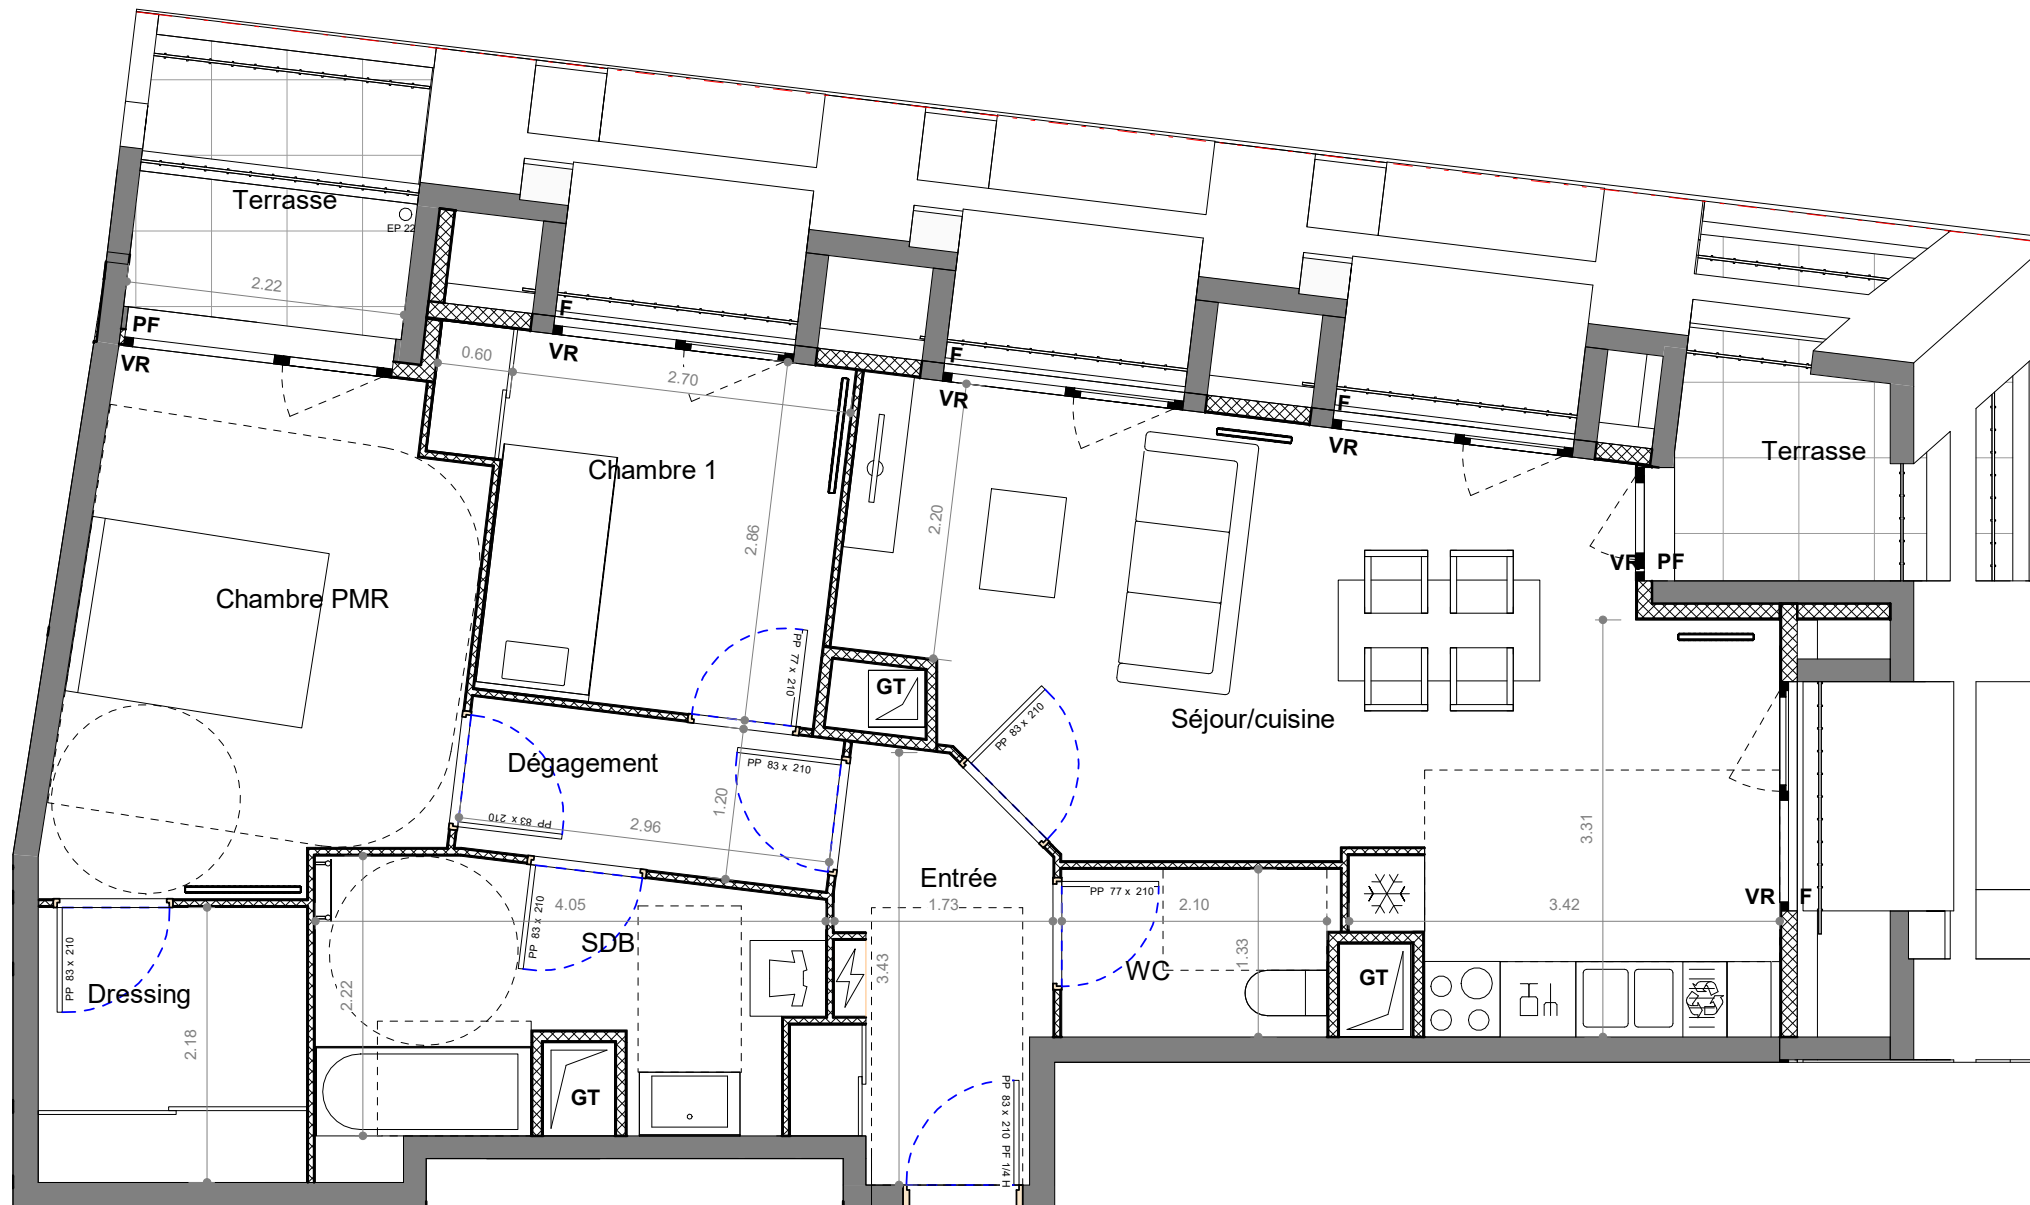 Terrasse
EP 22
2.22
PF
VR
F
VR
0.60
2.70
F
VR
F
VR
Chambre 1
Terrasse
2.86
2.20
VR
PF
Chambre PMR
PP 77 x 210
GT
PP 83 x 210
Séjour/cuisine
Dégagement
PP 83 x 210
1.20
PP 83 x 210
2.96
3.31
Entrée
PP 77 x 210
VR
F
4.05
1.73
2.10
3.42
PP 83 x 210
SDB
PP 83 x 210
3.43
1.33
WC
GT
Dressing
2.22
2.18
GT
PP 83 x 210 PF 1/4 H